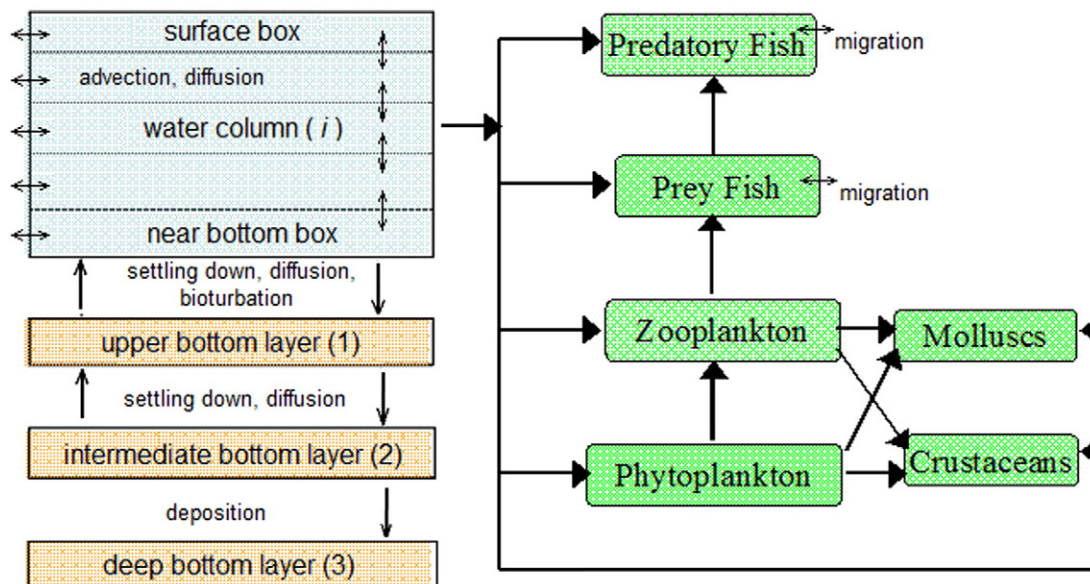 surface box
advection, diffusion
water column ( i )
near bottom box
settling down, diffusion,
bioturbation
upper bottom layer (1)
settling down, diffusion
intermediate bottom layer (2)
deposition
deep bottom layer (3)
Predatory Fish
migration
Prey Fish
migration
Zooplankton
Molluscs
Phytoplankton
Crustaceans